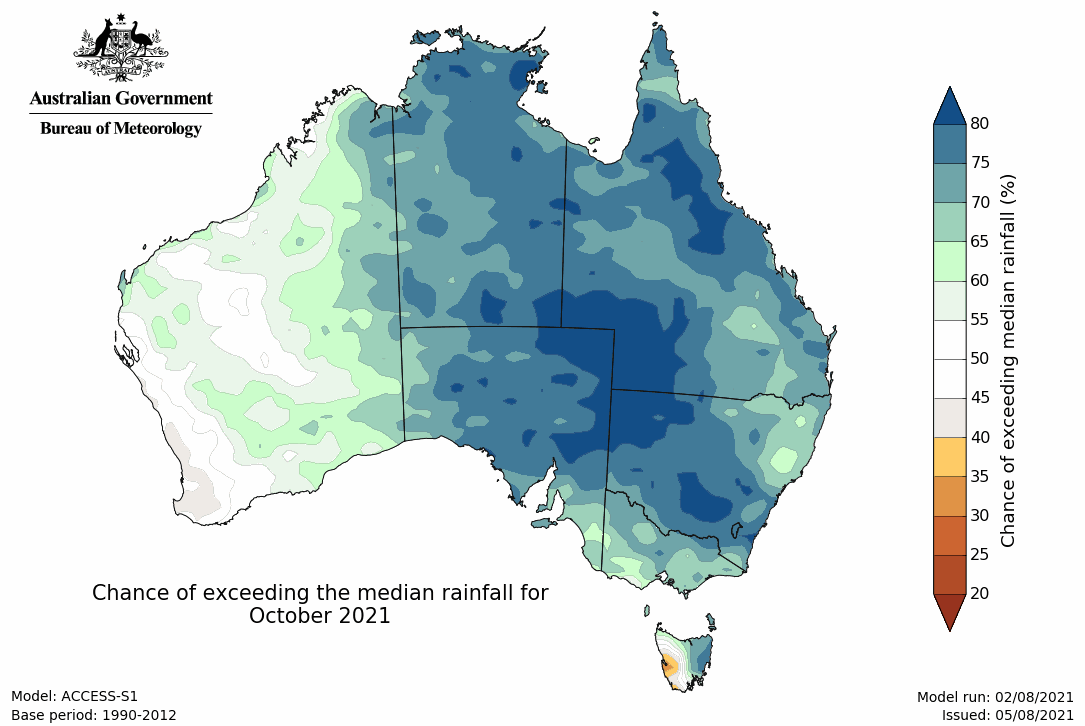 Australian Government
Bureau of Meteorology
80
75
70
65
60
55
50
45
40
35
30
25
20
Chance of exceeding median rainfall (%)
Chance of exceeding the median rainfall for
October 2021
Model: ACCESS-S1
Base period: 1990-2012
Model run: 02/08/2021
Issued: 05/08/2021